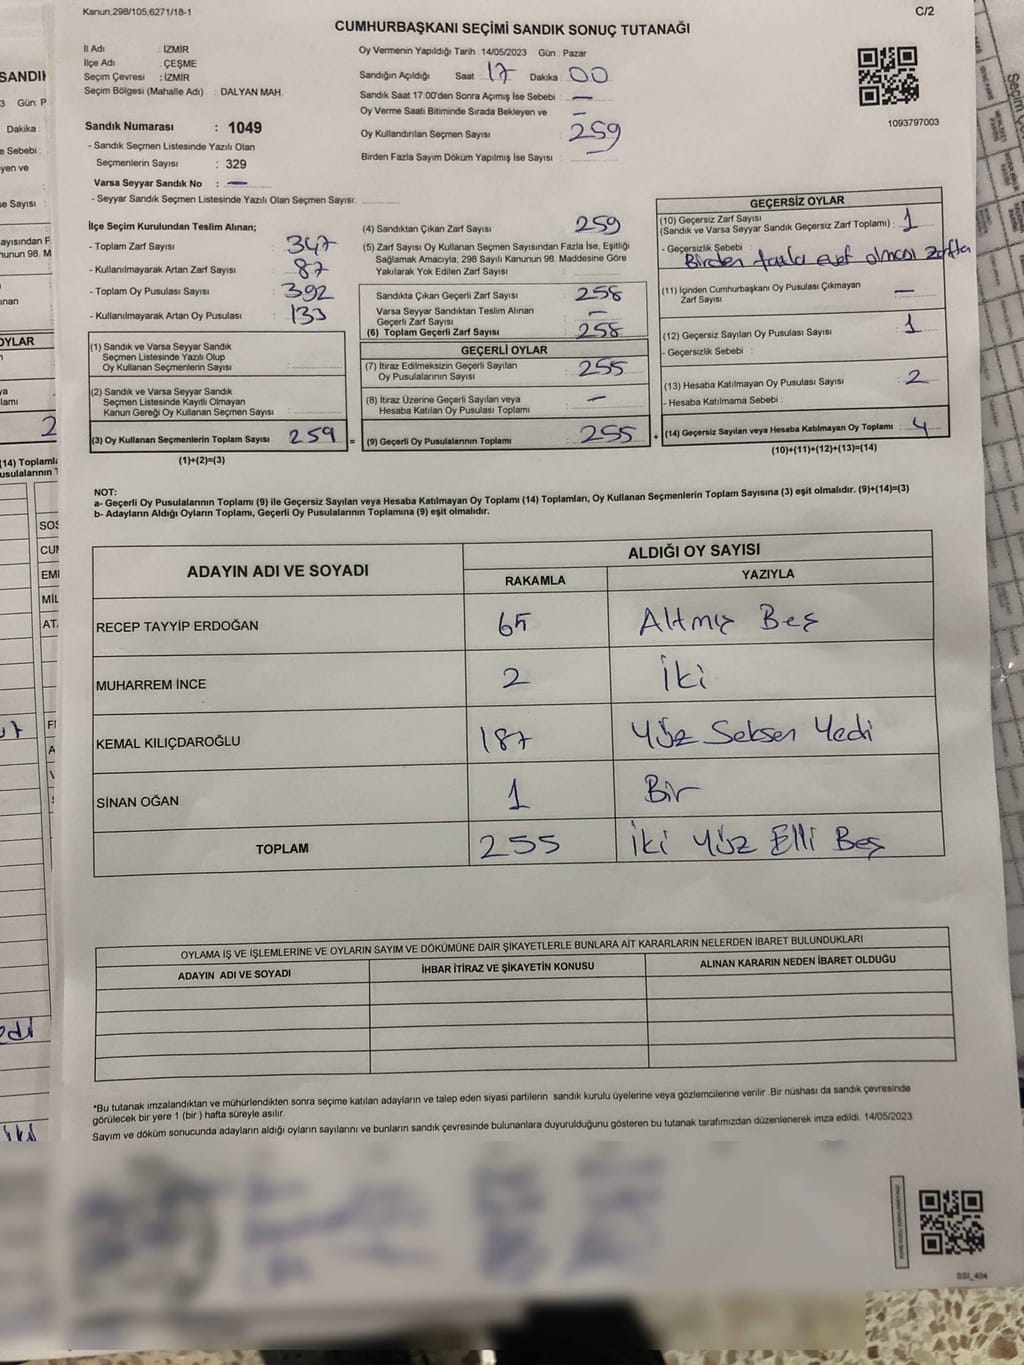 Kanun;298/105,6271/18-1
C/2
CUMHURBAŞKANI SEÇİMİ SANDIK SONUÇ TUTANAĞI
İl Adı : İZMİR
İlçe Adı : ÇEŞME
Seçim Çevresi : İZMİR
Seçim Bölgesi (Mahalle Adı) : DALYAN MAH.
Oy Vermenin Yapıldığı Tarih : 14/05/2023 Gün : Pazar
Sandığın Açıldığı Saat : 17 Dakika : 00
Sandık Saat 17:00'den Sonra Açımış İse Sebebi : —
Oy Verme Saati Bitiminde Sırada Bekleyen ve
Oy Kullandırılan Seçmen Sayısı : 259
Birden Fazla Sayım Döküm Yapılmış İse Sayısı :
1093797003
Sandık Numarası : 1049
- Sandık Seçmen Listesinde Yazılı Olan
Seçmenlerin Sayısı : 329
Varsa Seyyar Sandık No : —
- Seyyar Sandık Seçmen Listesinde Yazılı Olan Seçmen Sayısı:
İlçe Seçim Kurulundan Teslim Alınan;
- Toplam Zarf Sayısı : 347
- Kullanılmayarak Artan Zarf Sayısı : 87
- Toplam Oy Pusulası Sayısı : 392
- Kullanılmayarak Artan Oy Pusulası : 133
(1) Sandık ve Varsa Seyyar Sandık
Seçmen Listesinde Yazılı Olup
Oy Kullanan Seçmenlerin Sayısı :
(2) Sandık ve Varsa Seyyar Sandık
Seçmen Listesinde Kayıtlı Olmayan
Kanun Gereği Oy Kullanan Seçmen Sayısı :
(3) Oy Kullanan Seçmenlerin Toplam Sayısı : 259
(1)+(2)=(3)
(4) Sandıktan Çıkan Zarf Sayısı : 259
(5) Zarf Sayısı Oy Kullanan Seçmen Sayısından Fazla İse, Eşitliği
Sağlamak Amacıyla; 298 Sayılı Kanunun 98. Maddesine Göre
Yakılarak Yok Edilen Zarf Sayısı :
Sandıkta Çıkan Geçerli Zarf Sayısı : 258
Varsa Seyyar Sandıktan Teslim Alınan
Geçerli Zarf Sayısı : —
(6) Toplam Geçerli Zarf Sayısı : 258
GEÇERLİ OYLAR
(7) İtiraz Edilmeksizin Geçerli Sayılan
Oy Pusulalarının Sayısı : 255
(8) İtiraz Üzerine Geçerli Sayılan veya
Hesaba Katılan Oy Pusulası Toplamı : —
= (9) Geçerli Oy Pusulalarının Toplamı : 255 +
GEÇERSİZ OYLAR
(10) Geçersiz Zarf Sayısı
(Sandık ve Varsa Seyyar Sandık Geçersiz Zarf Toplamı) : 1
- Geçersizlik Sebebi :
Birden fazla evet olması zarfta
(11) İçinden Cumhurbaşkanı Oy Pusulası Çıkmayan
Zarf Sayısı : —
(12) Geçersiz Sayılan Oy Pusulası Sayısı : 1
- Geçersizlik Sebebi :
(13) Hesaba Katılmayan Oy Pusulası Sayısı : 2
- Hesaba Katılmama Sebebi :
(14) Geçersiz Sayılan veya Hesaba Katılmayan Oy Toplamı : 4
(10)+(11)+(12)+(13)=(14)
NOT:
a- Geçerli Oy Pusulalarının Toplamı (9) ile Geçersiz Sayılan veya Hesaba Katılmayan Oy Toplamı (14) Toplamları, Oy Kullanan Seçmenlerin Toplam Sayısına (3) eşit olmalıdır. (9)+(14)=(3)
b- Adayların Aldığı Oyların Toplamı, Geçerli Oy Pusulalarının Toplamına (9) eşit olmalıdır.
ADAYIN ADI VE SOYADI
ALDIĞI OY SAYISI
RAKAMLA YAZIYLA
RECEP TAYYİP ERDOĞAN 65 Altmış Beş
MUHARREM İNCE 2 İki
KEMAL KILIÇDAROĞLU 187 Yüz Seksen Yedi
SİNAN OĞAN 1 Bir
TOPLAM 255 İki Yüz Elli Beş
OYLAMA İŞ VE İŞLEMLERİNE VE OYLARIN SAYIM VE DÖKÜMÜNE DAİR ŞİKAYETLERLE BUNLARA AİT KARARLARIN NELERDEN İBARET BULUNDUKLARI
ADAYIN ADI VE SOYADI İHBAR İTİRAZ VE ŞİKAYETİN KONUSU ALINAN KARARIN NEDEN İBARET OLDUĞU
*Bu tutanak imzalandıktan ve mühürlendikten sonra seçime katılan adayların ve talep eden siyasi partilerin sandık kurulu üyelerine veya gözlemcilerine verilir .Bir nüshası da sandık çevresinde
görülecek bir yere 1 (bir ) hafta süreyle asılır.
Sayım ve döküm sonucunda adayların aldığı oyların sayılarını ve bunların sandık çevresinde bulunanlara duyurulduğunu gösteren bu tutanak tarafımızdan düzenlenerek imza edildi. 14/05/2023
SSI_404